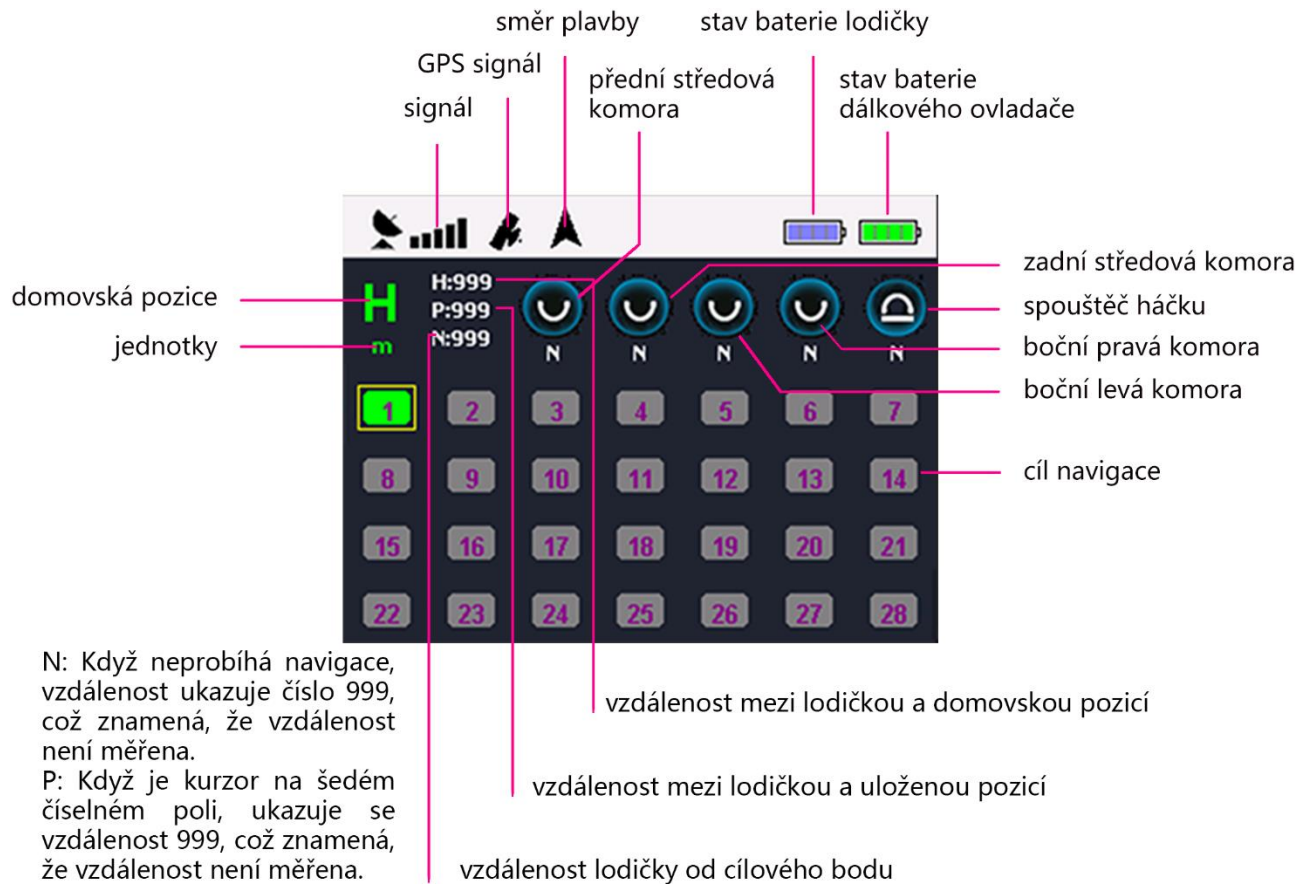 směr plavby
stav baterie lodičky
GPS signál
přední středová
komora
stav baterie
dálkového ovladače
signál
domovská pozice
jednotky
H
m
H:999
P:999
N:999
N N N N N
zadní středová komora
spouštěč háčku
boční pravá komora
boční levá komora
1 2 3 4 5 6 7
8 9 10 11 12 13 14
cíl navigace
15 16 17 18 19 20 21
22 23 24 25 26 27 28
N: Když neprobíhá navigace,
vzdálenost ukazuje číslo 999,
což znamená, že vzdálenost
není měřena.
P: Když je kurzor na šedém
číselném poli, ukazuje se
vzdálenost 999, což znamená,
že vzdálenost není měřena.
vzdálenost mezi lodičkou a domovskou pozicí
vzdálenost mezi lodičkou a uloženou pozicí
vzdálenost lodičky od cílového bodu